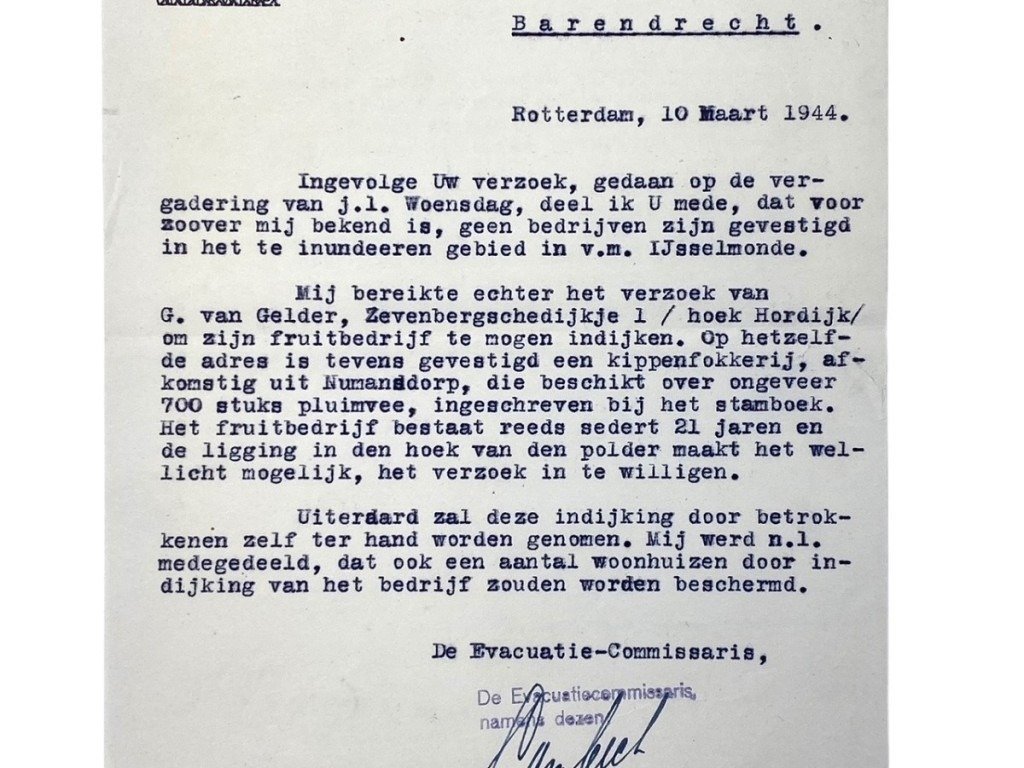 Barendrecht.
Rotterdam, 10 Maart 1944.
Ingevolge Uw verzoek, gedaan op de ver-
gadering van j.l. Woensdag, deel ik U mede, dat voor
zoover mij bekend is, geen bedrijven zijn gevestigd
in het te inundeeren gebied in v.m. IJsselmonde.
Mij bereikte echter het verzoek van
G. van Gelder, Zevenbergschedijkje 1 / hoek Hordijk/
om zijn fruitbedrijf te mogen indijken. Op hetzelf-
de adres is tevens gevestigd een kippenfokkerij, af-
komstig uit Numansdorp, die beschikt over ongeveer
700 stuks pluimvee, ingeschreven bij het stamboek.
Het fruitbedrijf bestaat reeds sedert 21 jaren en
de ligging in den hoek van den polder maakt het wel-
licht mogelijk, het verzoek in te willigen.
Uiteraard zal deze indijking door betrok-
kenen zelf ter hand worden genomen. Mij werd n.l.
medegedeeld, dat ook een aantal woonhuizen door in-
dijking van het bedrijf zouden worden beschermd.
De Evacuatie-Commissaris,
De Evacuatiecommissaris,
namens dezen